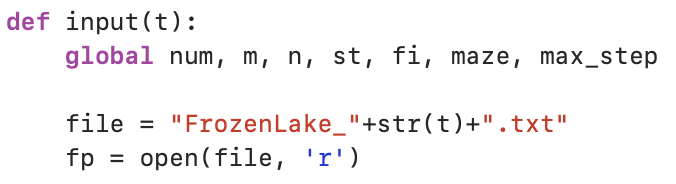 def input(t):
    global num, m, n, st, fi, maze, max_step
    file = "FrozenLake_"+str(t)+".txt"
    fp = open(file, 'r')